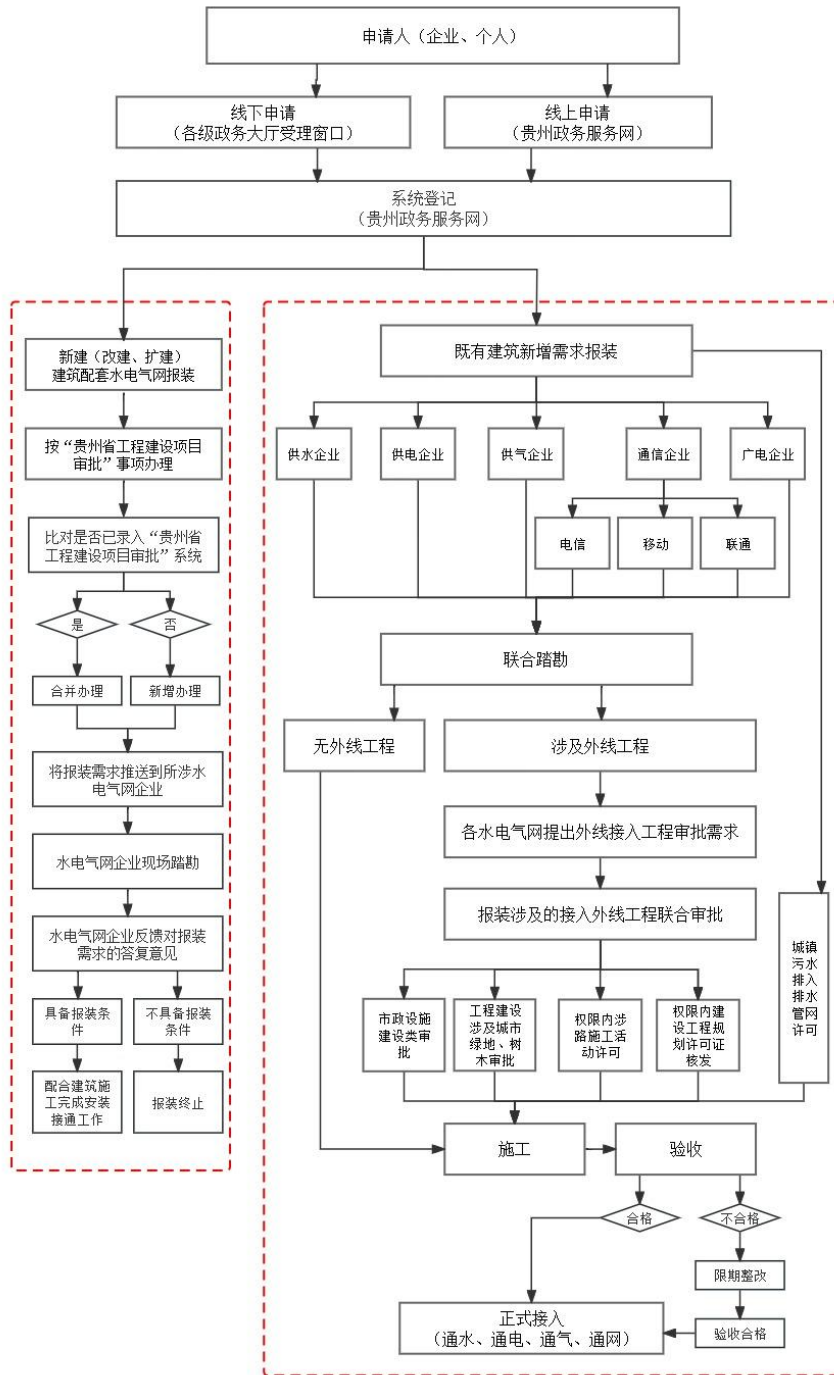 申请人（企业、个人）
线下申请
（各级政务大厅受理窗口）
线上申请
（贵州政务服务网）
系统登记
（贵州政务服务网）
新建（改建、扩建）
建筑配套水电气网报装
按“贵州省工程建设项目
审批”事项办理
比对是否已录入“贵州省
工程建设项目审批”系统
是
否
合并办理
新增办理
将报装需求推送到所涉水
电气网企业
水电气网企业现场踏勘
水电气网企业反馈对报装
需求的答复意见
具备报装条
件
不具备报装
条件
配合建筑施
工完成安装
接通工作
报装终止
既有建筑新增需求报装
供水企业
供电企业
供气企业
通信企业
广电企业
电信
移动
联通
联合踏勘
无外线工程
涉及外线工程
各水电气网提出外线接入工程审批需求
报装涉及的接入外线工程联合审批
市政设施
建设类审
批
工程建设
涉及城市
绿地、树
木审批
权限内涉
路施工活
动许可
权限内建
设工程规
划许可证
核发
城镇
污水
排入
排水
管网
许可
施工
验收
合格
不合格
限期整改
验收合格
正式接入
（通水、通电、通气、通网）